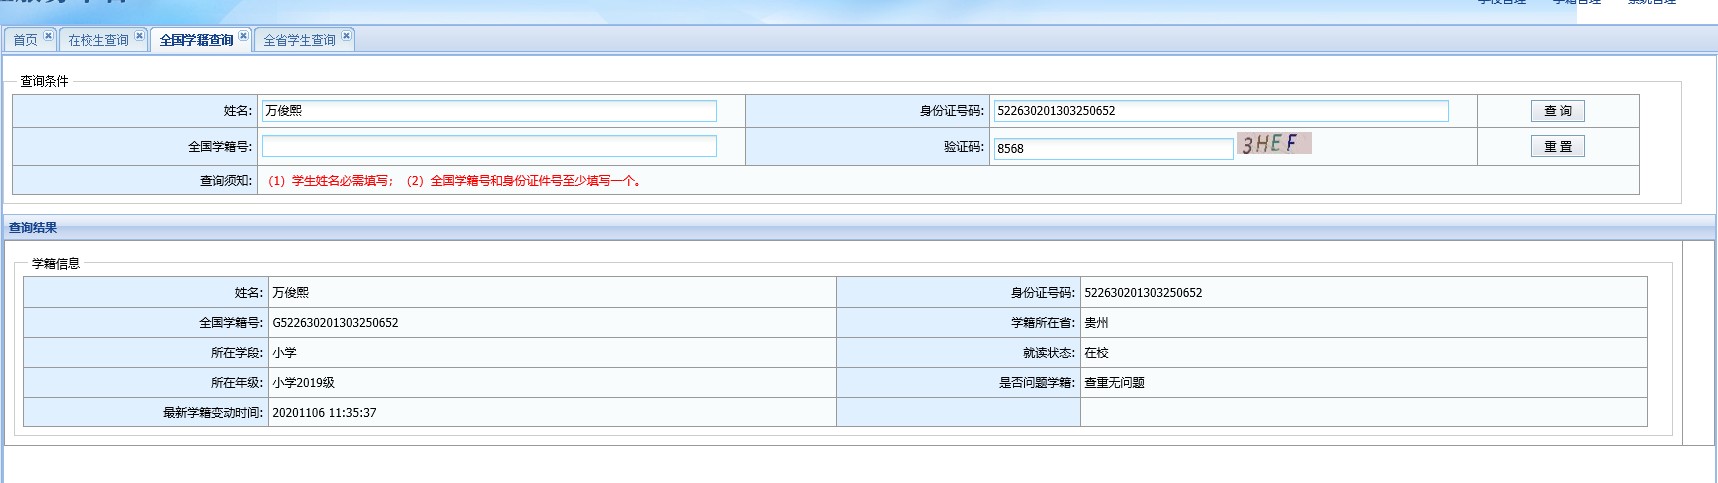 首页 在校生查询 全国学籍查询 全省学生查询
查询条件
姓名: 万俊熙 身份证号码: 522630201303250652 查 询
全国学籍号: 验证码: 8568 3HEF 重 置
查询须知: (1) 学生姓名必需填写; (2) 全国学籍号和身份证件号至少填写一个。
查询结果
学籍信息
姓名: 万俊熙 身份证号码: 522630201303250652
全国学籍号: G522630201303250652 学籍所在省: 贵州
所在学段: 小学 就读状态: 在校
所在年级: 小学2019级 是否问题学籍: 查重无问题
最新学籍变动时间: 20201106 11:35:37